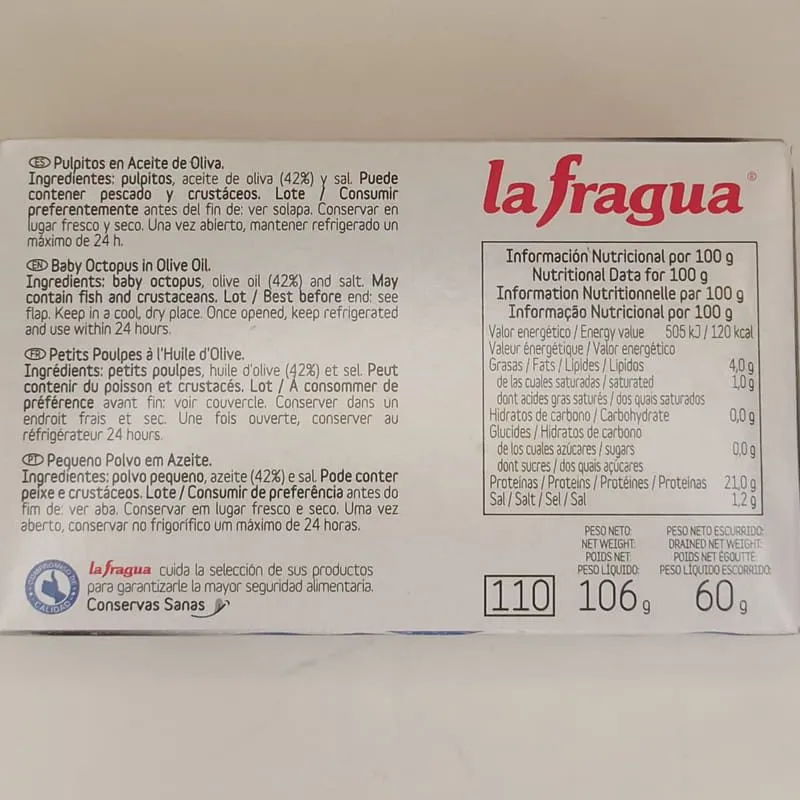 ES Pulpitos en Aceite de Oliva.
Ingredientes: pulpitos, aceite de oliva (42%) y sal. Puede
contener pescado y crustáceos. Lote / Consumir
preferentemente antes del fin de: ver solapa. Conservar en
lugar fresco y seco. Una vez abierto, mantener refrigerado un
máximo de 24 h.
EN Baby Octopus in Olive Oil.
Ingredients: baby octopus, olive oil (42%) and salt. May
contain fish and crustaceans. Lot / Best before end: see
flap. Keep in a cool, dry place. Once opened, keep refrigerated
and use within 24 hours.
FR Petits Poulpes à l'Huile d'Olive.
Ingrédients: petits poulpes, huile d'olive (42%) et sel. Peut
contenir du poisson et crustacés. Lot / À consommer de
préférence avant fin: voir couvercle. Conserver dans un
endroit frais et sec. Une fois ouverte, conserver au
réfrigérateur 24 hours.
PT Pequeno Polvo em Azeite.
Ingredientes: polvo pequeno, azeite (42%) e sal. Pode conter
peixe e crustáceos. Lote / Consumir de preferência antes do
fim de: ver aba. Conservar em lugar fresco e seco. Uma vez
aberto, conservar no frigorífico um máximo de 24 horas.
COMPROMISO DE CALIDAD
la fragua cuida la selección de sus productos
para garantizarle la mayor seguridad alimentaria.
Conservas Sanas
la fragua®
Información Nutricional por 100 g
Nutritional Data for 100 g
Information Nutritionnelle par 100 g
Informação Nutricional por 100 g
Valor energético / Energy value 505 kJ / 120 kcal
Valeur énergétique / Valor energético
Grasas / Fats / Lipides / Lípidos 4,0 g
de las cuales saturadas / saturated 1,0 g
dont acides gras saturés / dos quais saturados
Hidratos de carbono / Carbohydrate 0,0 g
Glucides / Hidratos de carbono
de los cuales azúcares / sugars 0,0 g
dont sucres / dos quais açúcares
Proteinas / Proteins / Protéines / Proteinas 21,0 g
Sal / Salt / Sel / Sal 1,2 g
PESO NETO: PESO NETO ESCURRIDO:
NET WEIGHT: DRAINED NET WEIGHT:
POIDS NET: POIDS NET ÉGOUTTÉ:
PESO LÍQUIDO: PESO LÍQUIDO ESCORRIDO:
110 106 g 60 g